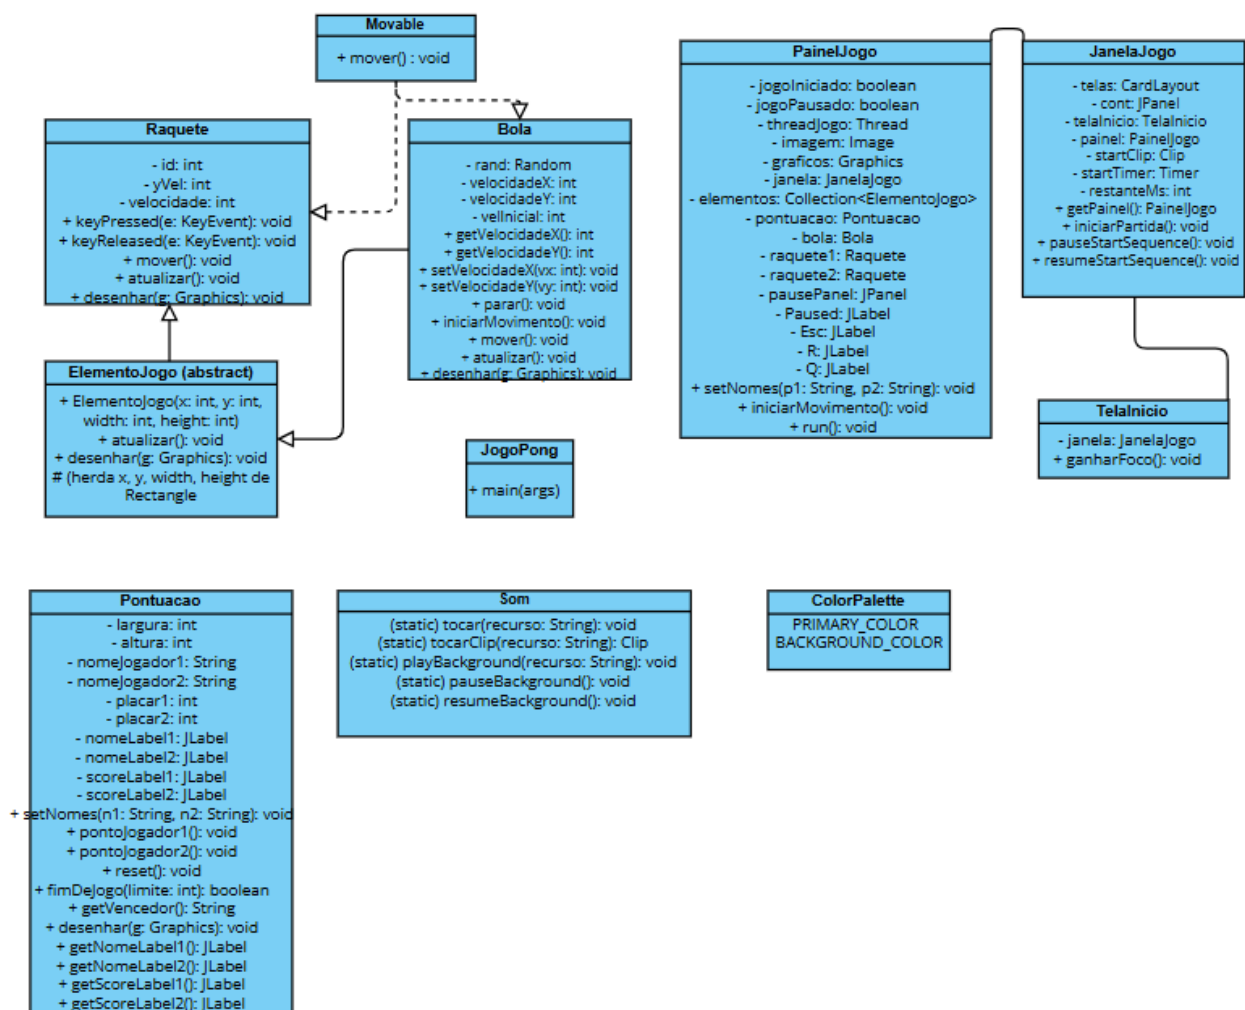 Movable
+ mover() : void
Raquete
- id: int
- yVel: int
- velocidade: int
+ keyPressed(e: KeyEvent): void
+ keyReleased(e: KeyEvent): void
+ mover(): void
+ atualizar(): void
+ desenhar(g: Graphics): void
Bola
- rand: Random
- velocidadeX: int
- velocidadeY: int
- velInicial: int
+ getVelocidadeX(): int
+ getVelocidadeY(): int
+ setVelocidadeX(vx: int): void
+ setVelocidadeY(vy: int): void
+ parar(): void
+ iniciarMovimento(): void
+ mover(): void
+ atualizar(): void
+ desenhar(g: Graphics): void
PainelJogo
- jogoIniciado: boolean
- jogoPausado: boolean
- threadJogo: Thread
- imagem: Image
- graficos: Graphics
- janela: JanelaJogo
- elementos: Collection<ElementoJogo>
- pontuacao: Pontuacao
- bola: Bola
- raquete1: Raquete
- raquete2: Raquete
- pausePanel: JPanel
- Paused: JLabel
- Esc: JLabel
- R: JLabel
- Q: JLabel
+ setNomes(p1: String, p2: String): void
+ iniciarMovimento(): void
+ run(): void
JanelaJogo
- telas: CardLayout
- cont: JPanel
- telaInicio: TelaInicio
- painel: PainelJogo
- startClip: Clip
- startTimer: Timer
- restanteMs: int
+ getPainel(): PainelJogo
+ iniciarPartida(): void
+ pauseStartSequence(): void
+ resumeStartSequence(): void
ElementoJogo (abstract)
+ ElementoJogo(x: int, y: int,
width: int, height: int)
+ atualizar(): void
+ desenhar(g: Graphics): void
# (herda x, y, width, height de
Rectangle
JogoPong
+ main(args)
TelaInicio
- janela: JanelaJogo
+ ganharFoco(): void
Pontuacao
- largura: int
- altura: int
- nomeJogador1: String
- nomeJogador2: String
- placar1: int
- placar2: int
- nomeLabel1: JLabel
- nomeLabel2: JLabel
- scoreLabel1: JLabel
- scoreLabel2: JLabel
+ setNomes(n1: String, n2: String): void
+ pontoJogador1(): void
+ pontoJogador2(): void
+ reset(): void
+ fimDeJogo(limite: int): boolean
+ getVencedor(): String
+ desenhar(g: Graphics): void
+ getNomeLabel1(): JLabel
+ getNomeLabel2(): JLabel
+ getScoreLabel1(): JLabel
+ getScoreLabel2(): JLabel
Som
(static) tocar(recurso: String): void
(static) tocarClip(recurso: String): Clip
(static) playBackground(recurso: String): void
(static) pauseBackground(): void
(static) resumeBackground(): void
ColorPalette
PRIMARY_COLOR
BACKGROUND_COLOR